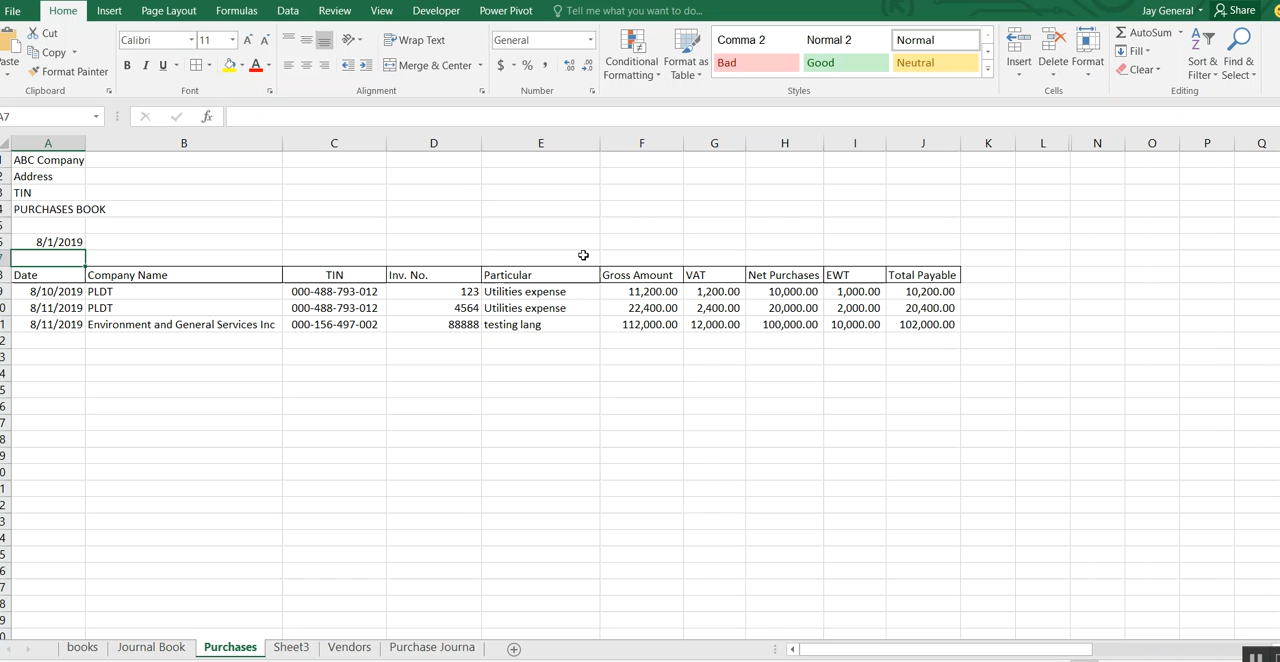 File Home Insert Page Layout Formulas Data Review View Developer Power Pivot Tell me what you want to do... Jay General Share
Cut
Copy
Format Painter
Clipboard
Calibri 11
B I U
Font
Wrap Text
Merge & Center
Alignment
General
$ % ,
Number
Conditional Formatting
Format as Table
Comma 2 Normal 2 Normal
Bad Good Neutral
Styles
Insert Delete Format
Cells
AutoSum
Fill
Clear
Sort & Filter
Find & Select
Editing
A7 fx
A B C D E F G H I J K L M N O P Q
ABC Company
Address
TIN
PURCHASES BOOK
8/1/2019
Date Company Name TIN Inv. No. Particular Gross Amount VAT Net Purchases EWT Total Payable
8/10/2019 PLDT 000-488-793-012 123 Utilities expense 11,200.00 1,200.00 10,000.00 1,000.00 10,200.00
8/11/2019 PLDT 000-488-793-012 4564 Utilities expense 22,400.00 2,400.00 20,000.00 2,000.00 20,400.00
8/11/2019 Environment and General Services Inc 000-156-497-002 88888 testing lang 112,000.00 12,000.00 100,000.00 10,000.00 102,000.00
books Journal Book Purchases Sheet3 Vendors Purchase Journa